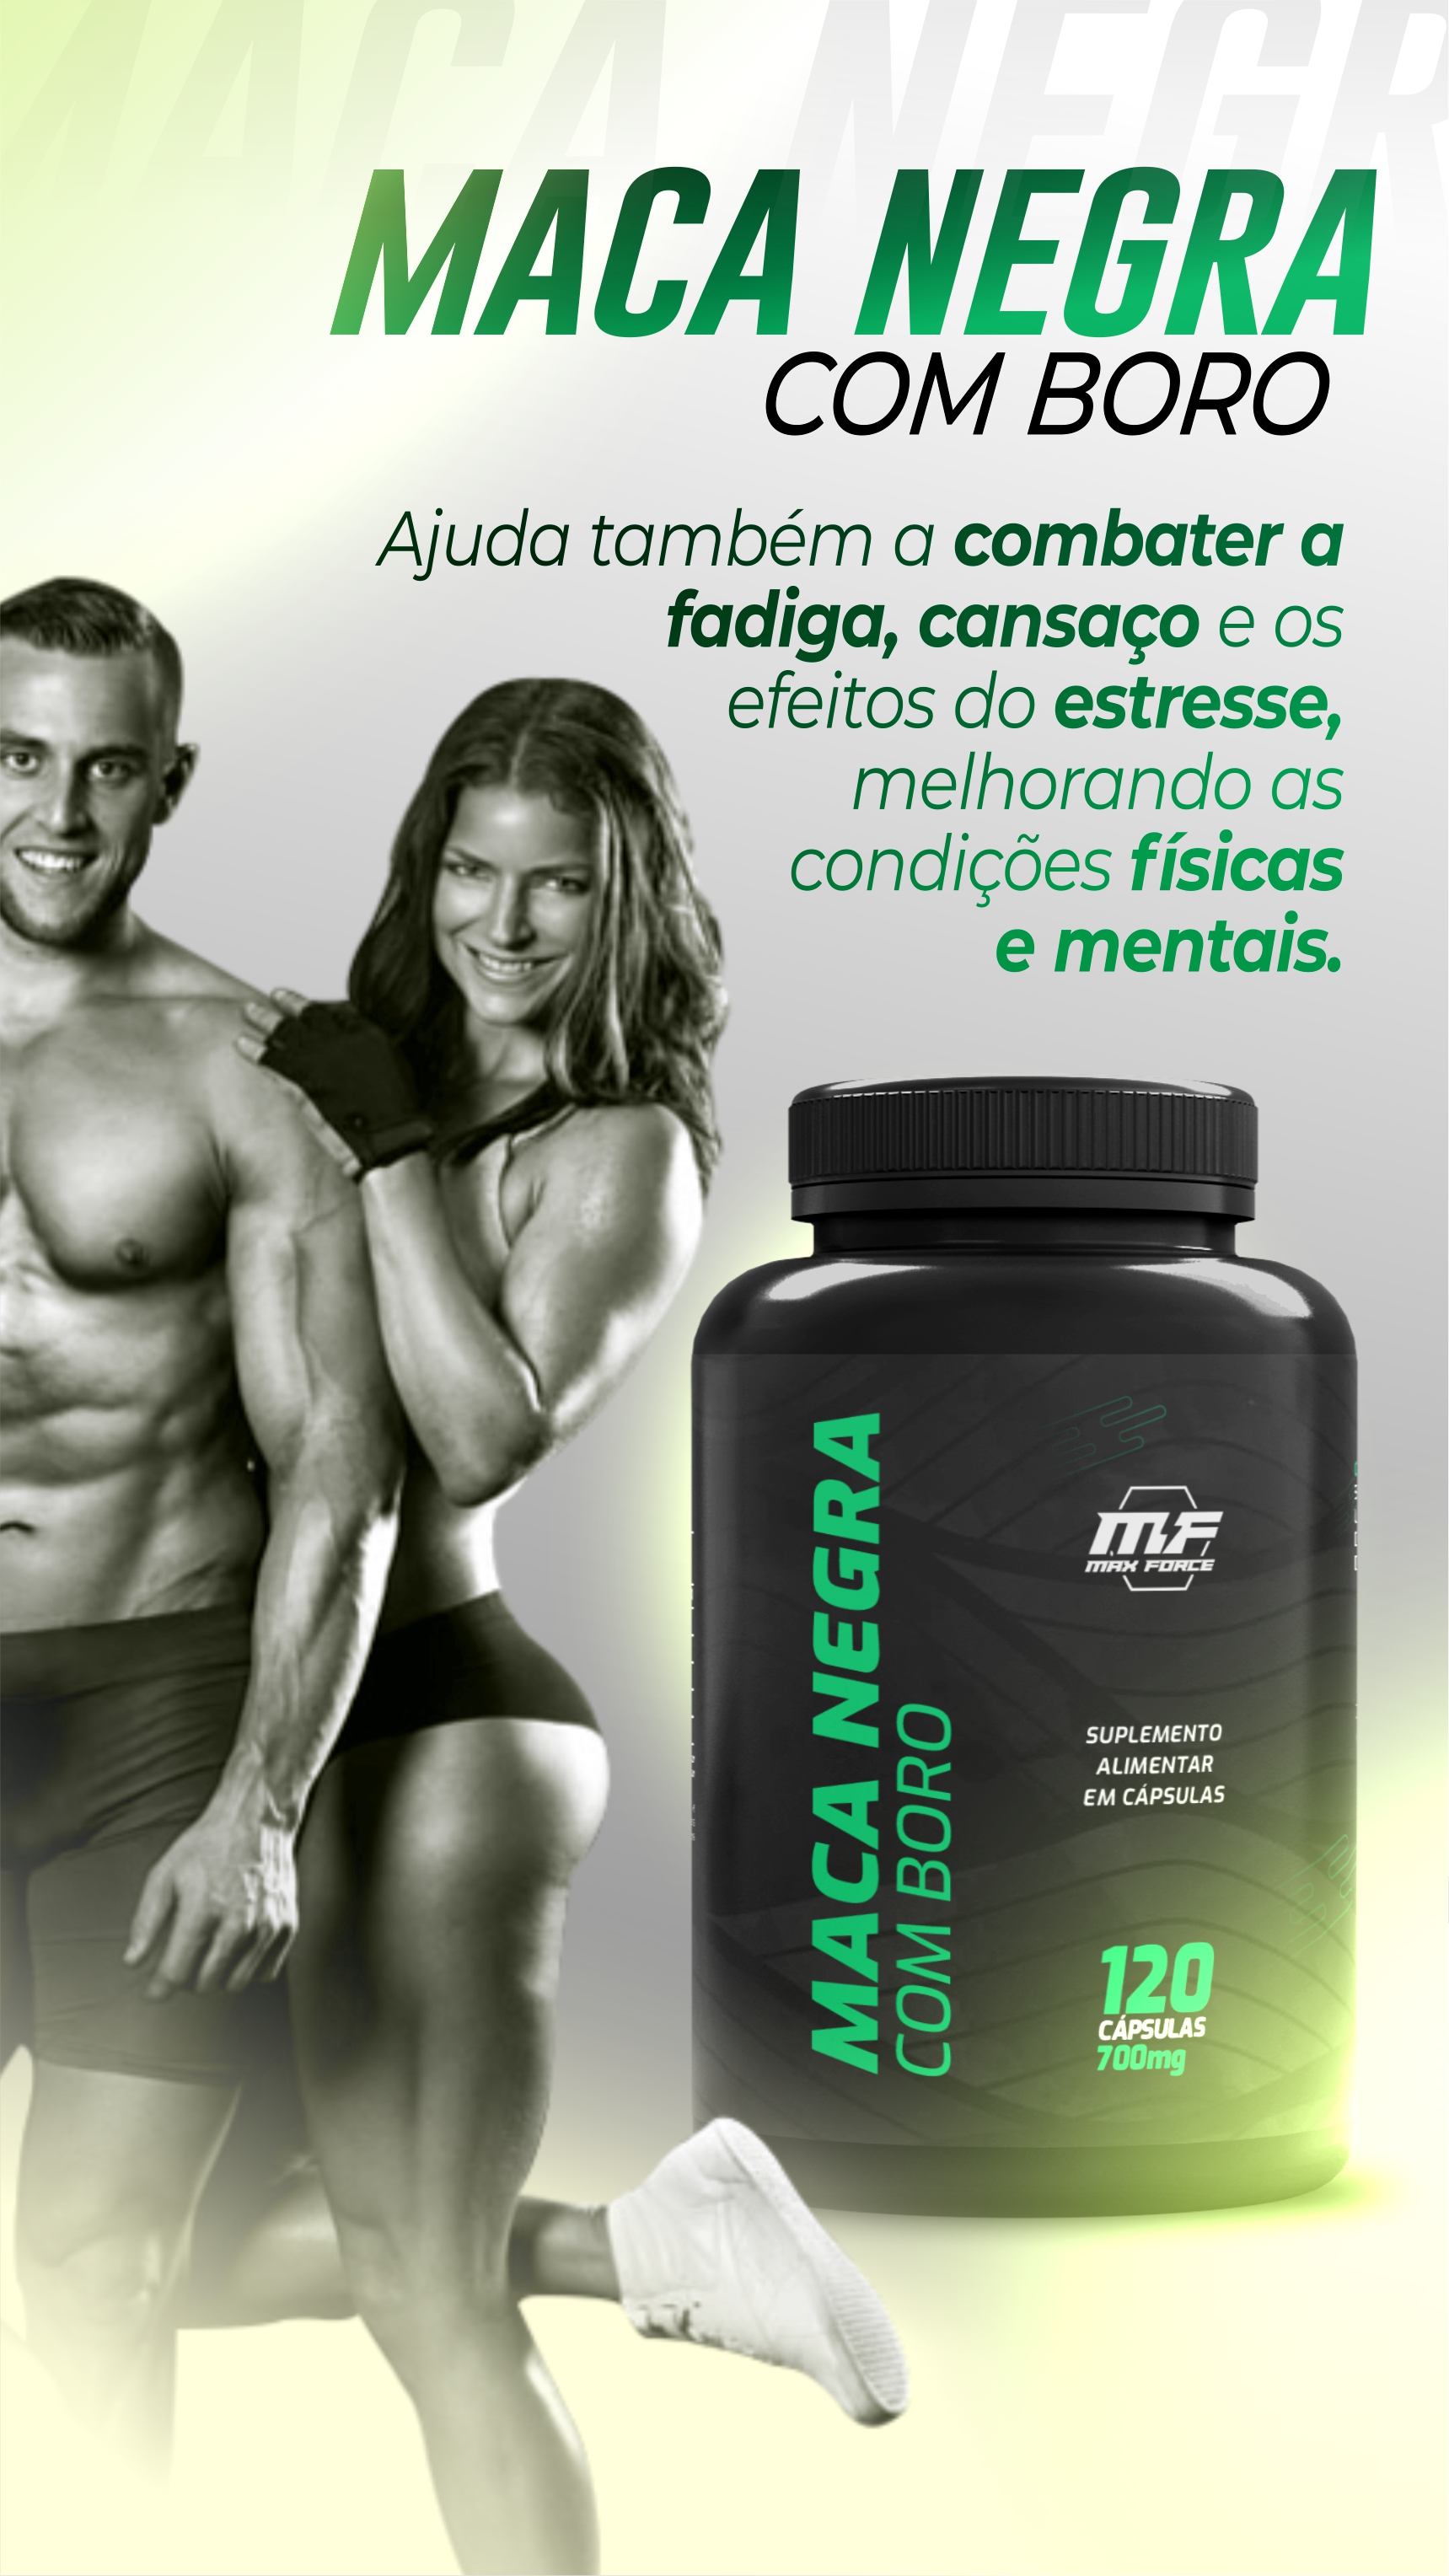 MACA NEGR
MACA NEGRA
COM BORO
Ajuda também a combater a
fadiga, cansaço e os
efeitos do estresse,
melhorando as
condições físicas
e mentais.
MACA NEGRA
COM BORO
MF
MAX FORCE
SUPLEMENTO
ALIMENTAR
EM CÁPSULAS
120
CÁPSULAS
700mg